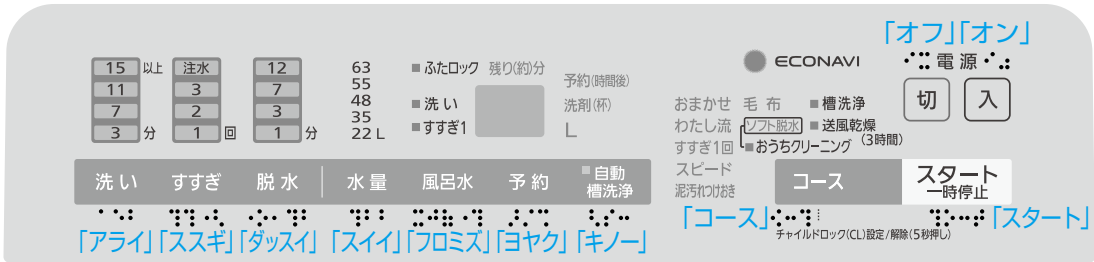 「オフ」「オン」
ECONAVI
電源
切 入
15 以上 注水 12
11 3 7
7 2 3
3 分 1 回 1 分
63
55
48
35
22 L
ふたロック 残り(約)分
洗い
すすぎ1
予約(時間後)
洗剤(杯)
L
おまかせ 毛布 槽洗浄
わたし流 ソフト脱水 送風乾燥
(3時間)
すすぎ1回 おうちクリーニング
スピード
泥汚れつけおき
洗い すすぎ 脱水 水量 風呂水 予約 自動
槽洗浄
コース
スタート
一時停止
「アライ」「ススギ」「ダッスイ」「スイイ」「フロミズ」「ヨヤク」「キノー」
「コース」 「スタート」
チャイルドロック(CL)設定/解除(5秒押し)